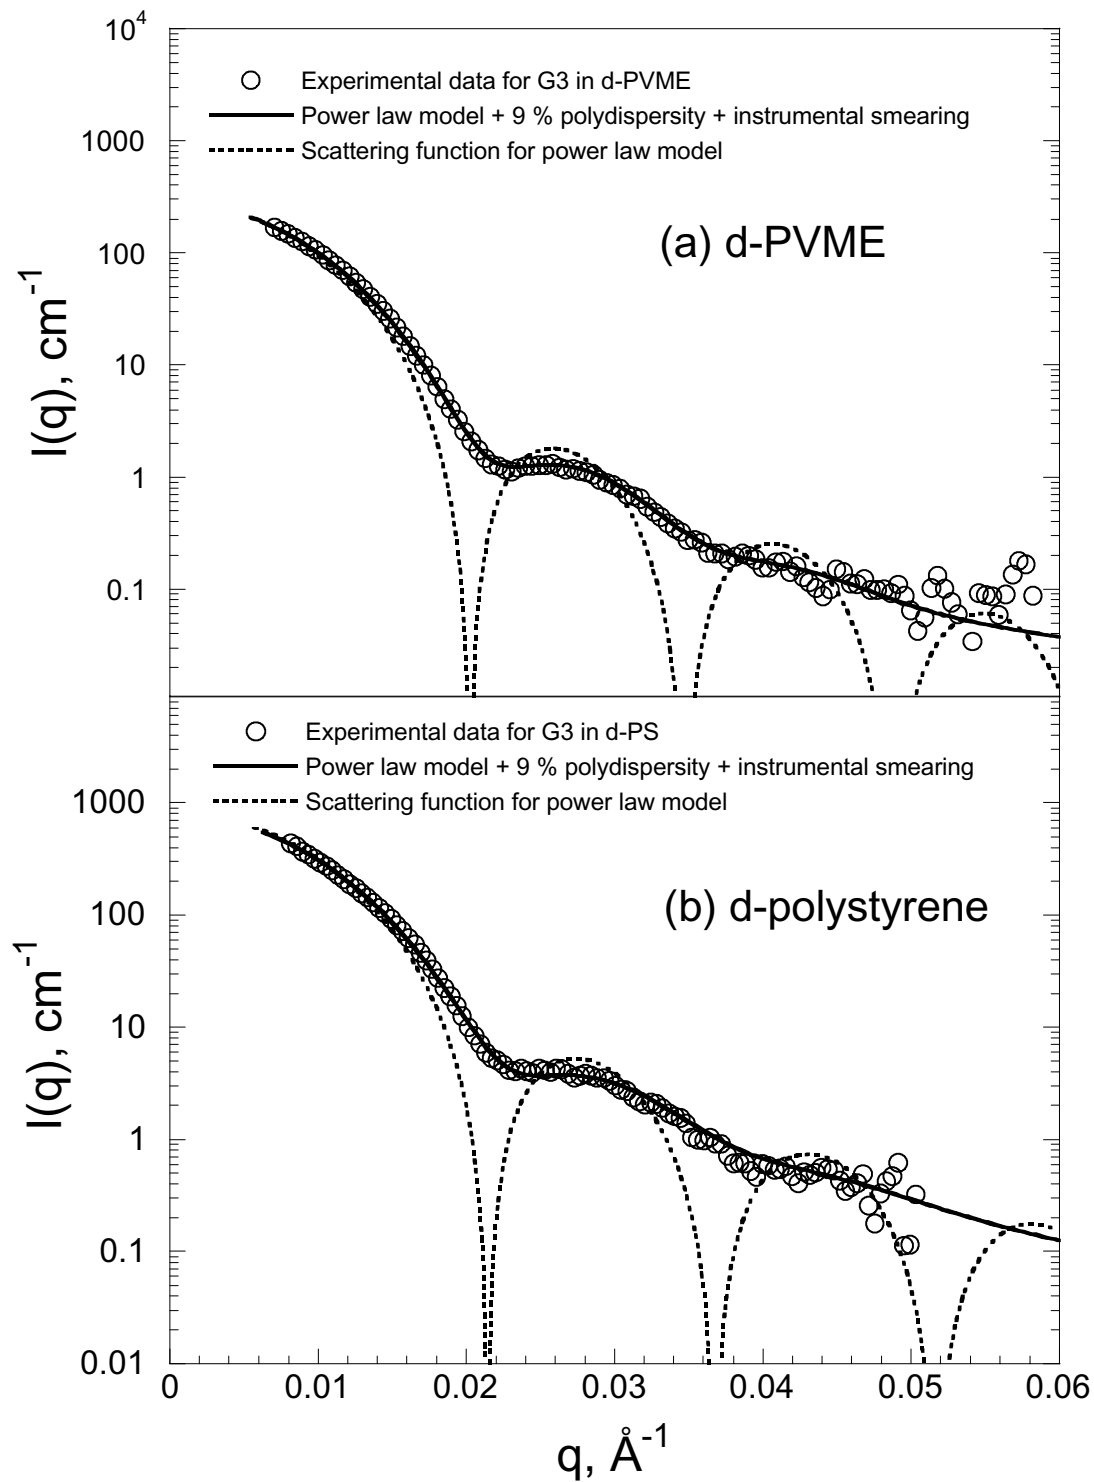 10^4
Experimental data for G3 in d-PVME
Power law model + 9 % polydispersity + instrumental smearing
1000
Scattering function for power law model
(a) d-PVME
100
I(q), cm^-1
10
1
0.1
Experimental data for G3 in d-PS
Power law model + 9 % polydispersity + instrumental smearing
1000
Scattering function for power law model
(b) d-polystyrene
100
I(q), cm^-1
10
1
0.1
0.01
0 0.01 0.02 0.03 0.04 0.05 0.06
q, Å^-1